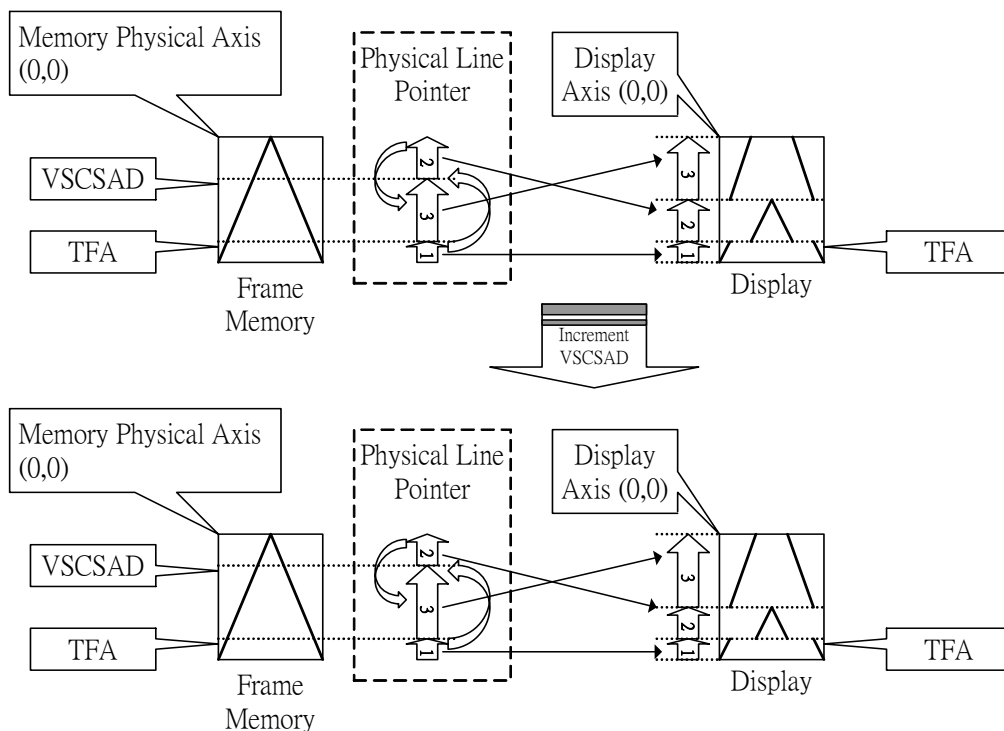 Memory Physical Axis
(0,0)
Physical Line
Pointer
Display
Axis (0,0)
VSCSAD
TFA
2
3
1
3
2
1
TFA
Frame
Memory
Display
Increment
VSCSAD
Memory Physical Axis
(0,0)
Physical Line
Pointer
Display
Axis (0,0)
VSCSAD
TFA
2
3
1
3
2
1
TFA
Frame
Memory
Display